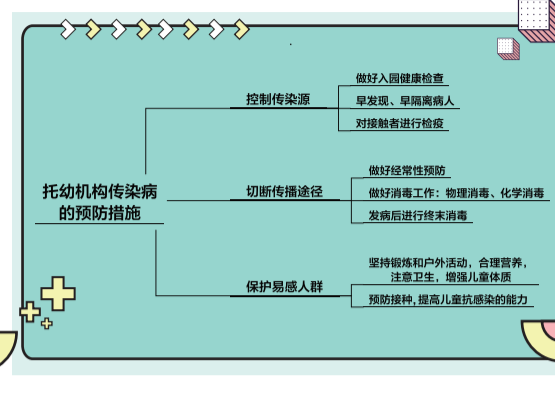 控制传染源
做好入园健康检查
早发现、早隔离病人
对接触者进行检疫
托幼机构传染病
的预防措施
切断传播途径
做好经常性预防
做好消毒工作：物理消毒、化学消毒
发病后进行终末消毒
保护易感人群
坚持锻炼和户外活动，合理营养，
注意卫生，增强儿童体质
预防接种,提高儿童抗感染的能力